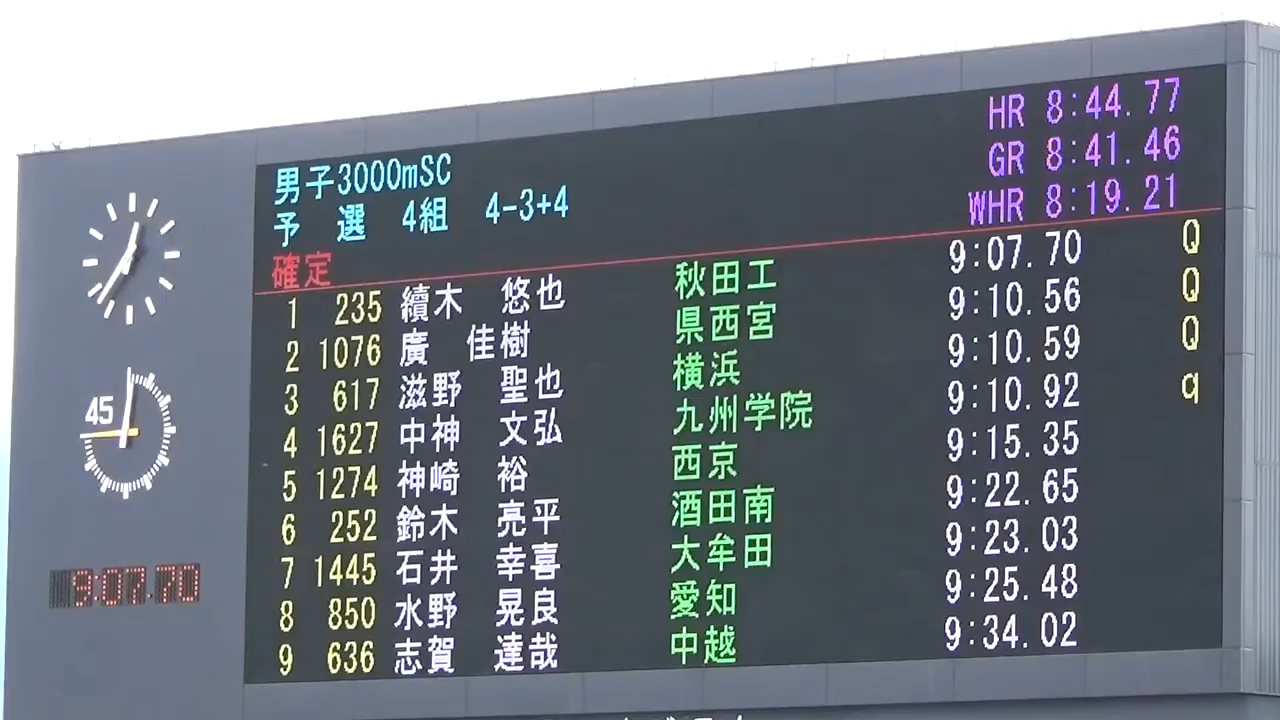 HR 8:44.77
男子3000mSC GR 8:41.46
予 選 4組 4-3+4 WHR 8:19.21
確定
1 235 續木 悠也 秋田工 9:07.70 Q
2 1076 廣 佳樹 県西宮 9:10.56 Q
3 617 滋野 聖也 横浜 9:10.59 Q
4 1627 中神 文弘 九州学院 9:10.92 q
5 1274 神崎 裕 西京 9:15.35
6 252 鈴木 亮平 酒田南 9:22.65
7 1445 石井 幸喜 大牟田 9:23.03
8 850 水野 晃良 愛知 9:25.48
9 636 志賀 達哉 中越 9:34.02
45
9:07.70